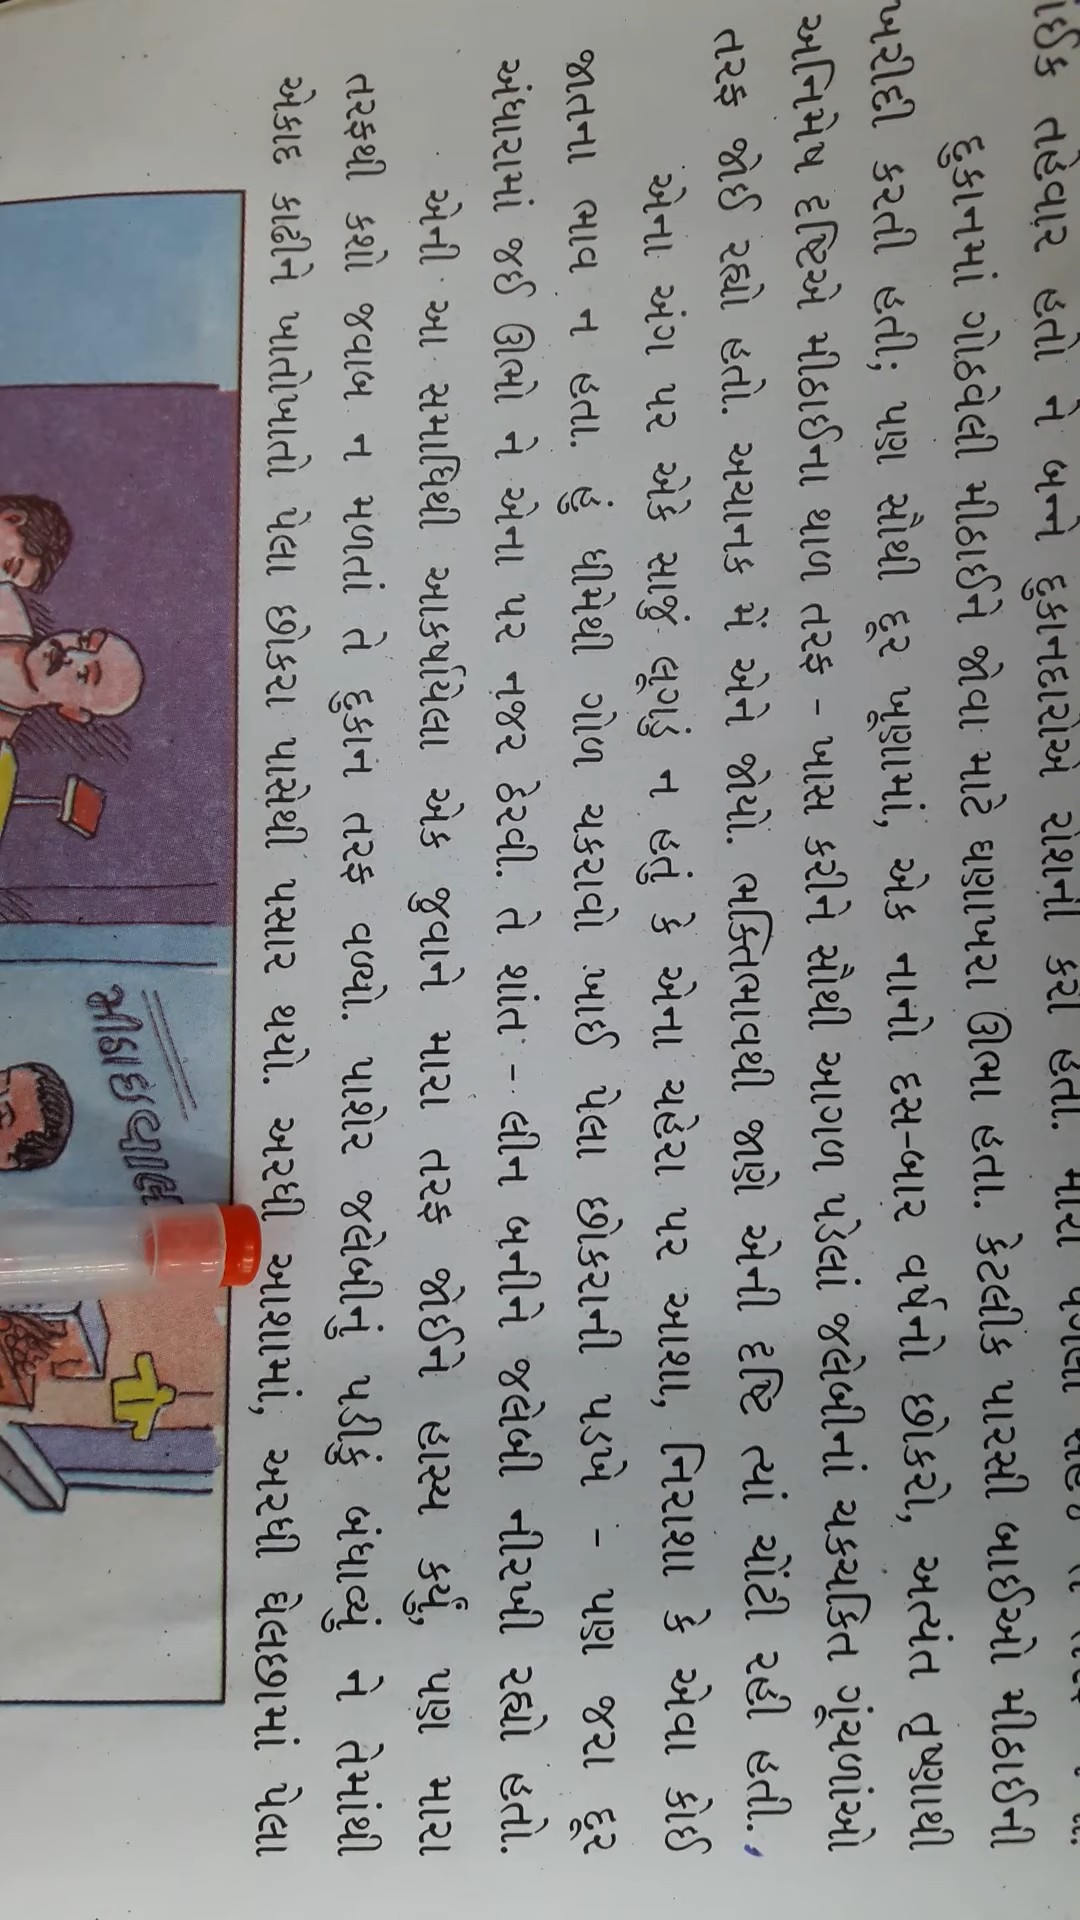 તહેવાર હતો ને બન્ને દુકાનદારોએ રોશની કરી હતી. મારા પગલાં
દુકાનમાં ગોઠવેલી મીઠાઈને જોવા માટે ઘણાખરા ઊભા હતા. કેટલીક પારસી બાઈઓ મીઠાઈની
ખરીદી કરતી હતી; પણ સૌથી દૂર ખૂણામાં, એક નાનો દસ-બાર વર્ષનો છોકરો, અત્યંત તૃષ્ણાથી
અનિમેષ દૃષ્ટિએ મીઠાઈના થાળ તરફ - ખાસ કરીને સૌથી આગળ પડેલાં જલેબીનાં ચકચકિત ગૂંચળાંઓ
તરફ જોઈ રહ્યો હતો. અચાનક મેં એને જોયો. ભક્તિભાવથી જાણે એની દૃષ્ટિ ત્યાં ચોંટી રહી હતી.
એના અંગ પર એકે સાજું લૂગડું ન હતું કે એના ચહેરા પર આશા, નિરાશા કે એવા કોઈ
જાતના ભાવ ન હતા. હું ધીમેથી ગોળ ચકરાવો ખાઈ પેલા છોકરાની પડખે - પણ જરા દૂર
અંધારામાં જઈ ઊભો ને એના પર નજર ઠેરવી. તે શાંત - લીન બનીને જલેબી નીરખી રહ્યો હતો.
એની આ સમાધિથી આકર્ષાયેલા એક જુવાને મારા તરફ જોઈને હાસ્ય કર્યું, પણ મારા
તરફથી કશો જવાબ ન મળતાં તે દુકાન તરફ વળ્યો. પાશેર જલેબીનું પડીકું બંધાવ્યું ને તેમાંથી
એકાદ કાઢીને ખાતોખાતો પેલા છોકરા પાસેથી પસાર થયો. અરધી આશામાં, અરધી ઘેલછામાં પેલા
મીઠાઇવાલા